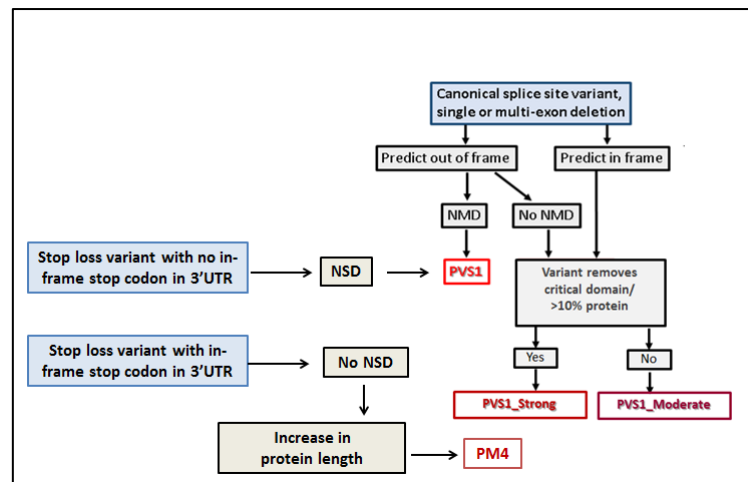 Canonical splice site variant,
single or multi-exon deletion
Predict out of frame
Predict in frame
NMD
No NMD
Stop loss variant with no in-
frame stop codon in 3'UTR
NSD
PVS1
Variant removes
critical domain/
>10% protein
Stop loss variant with in-
frame stop codon in 3'UTR
No NSD
Yes
No
PVS1_Strong
PVS1_Moderate
Increase in
protein length
PM4